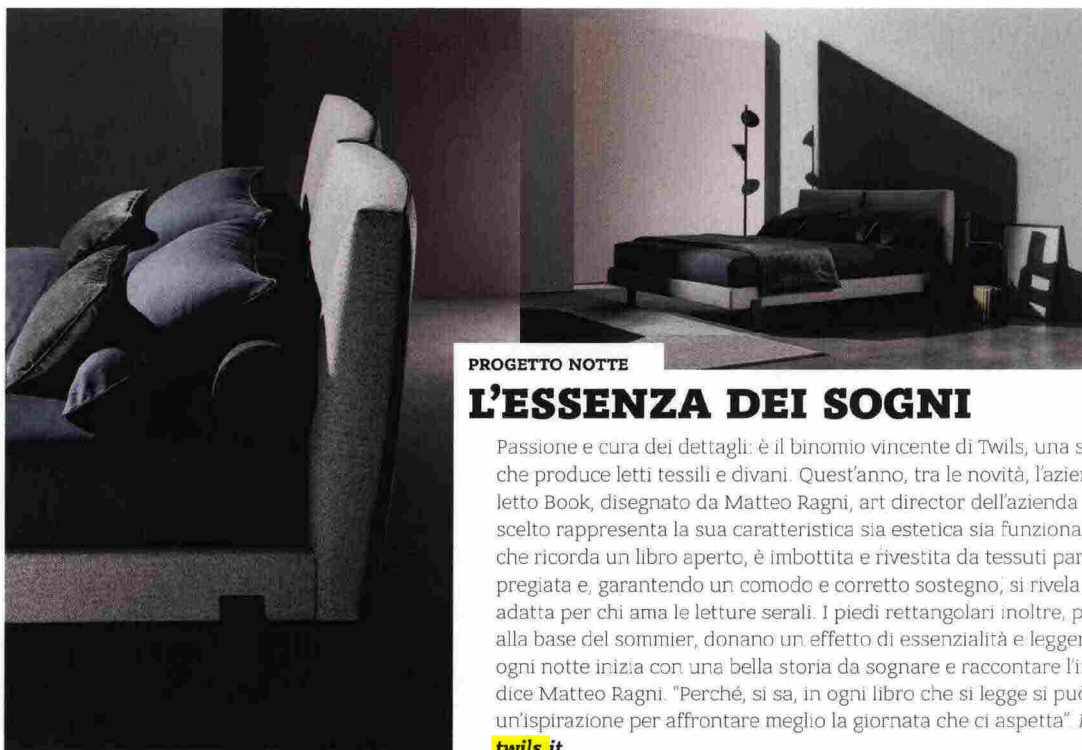 PROGETTO NOTTE
L'ESSENZA DEI SOGNI
Passione e cura dei dettagli: è il binomio vincente di Twils, una
che produce letti tessili e divani. Quest'anno, tra le novità,
letto Book, disegnato da Matteo Ragni, art director dell'azienda
scelto rappresenta la sua caratteristica sia estetica sia
che ricorda un libro aperto, è imbottita e rivestita da tessuti
pregiata e, garantendo un comodo e corretto sostegno, si rivela
adatta per chi ama le letture serali. I piedi rettangolari inoltre,
alla base del sommier, donano un effetto di essenzialità e
ogni notte inizia con una bella storia da sognare e raccontare
dice Matteo Ragni. "Perché, si sa, in ogni libro che si legge si può
un'ispirazione per affrontare meglio la giornata che ci aspetta".
twils.it